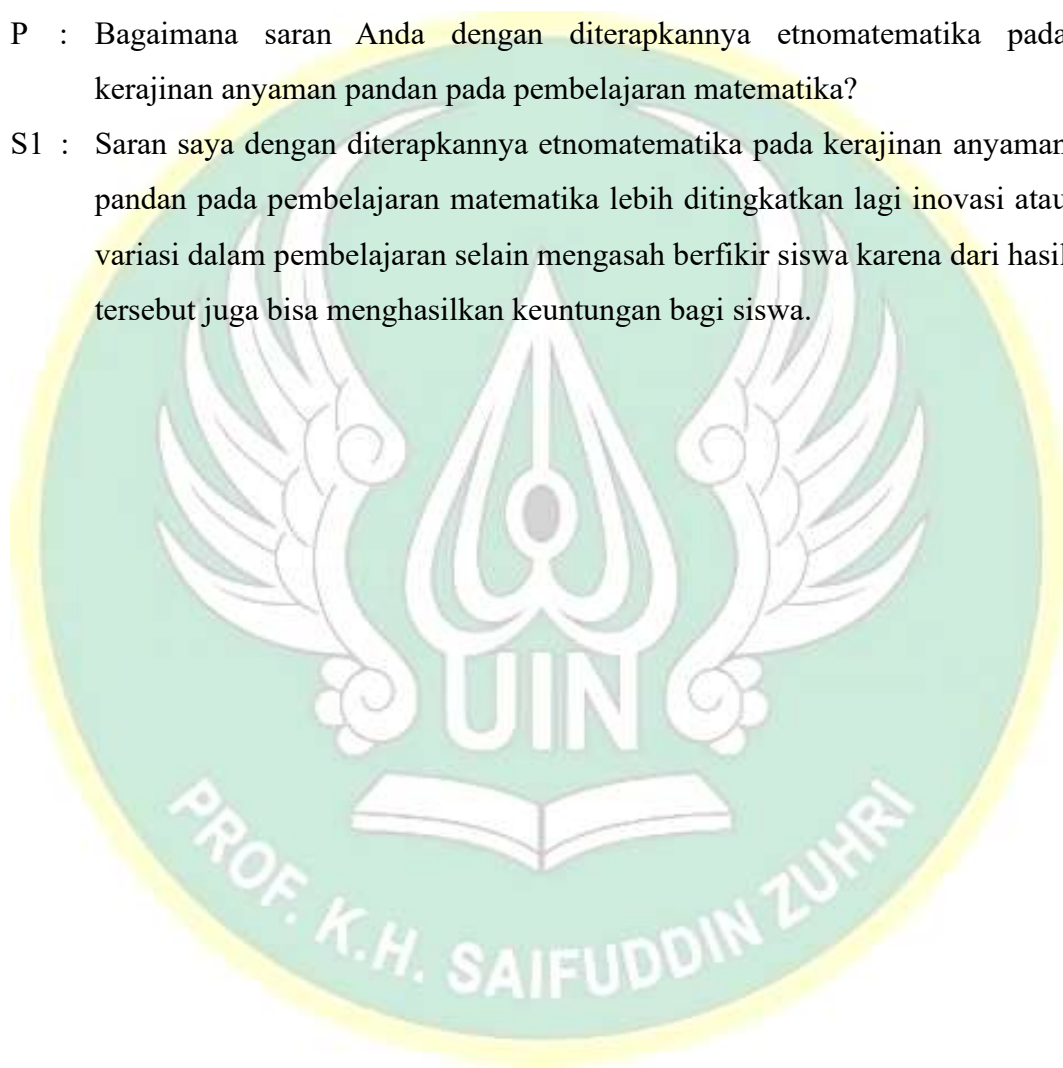 P : Bagaimana saran Anda dengan diterapkannya etnomatematika pada
kerajinan anyaman pandan pada pembelajaran matematika?
S1 : Saran saya dengan diterapkannya etnomatematika pada kerajinan anyaman
pandan pada pembelajaran matematika lebih ditingkatkan lagi inovasi atau
variasi dalam pembelajaran selain mengasah berfikir siswa karena dari hasil
tersebut juga bisa menghasilkan keuntungan bagi siswa.
UIN
PROF. K.H. SAIFUDDIN ZUHRI